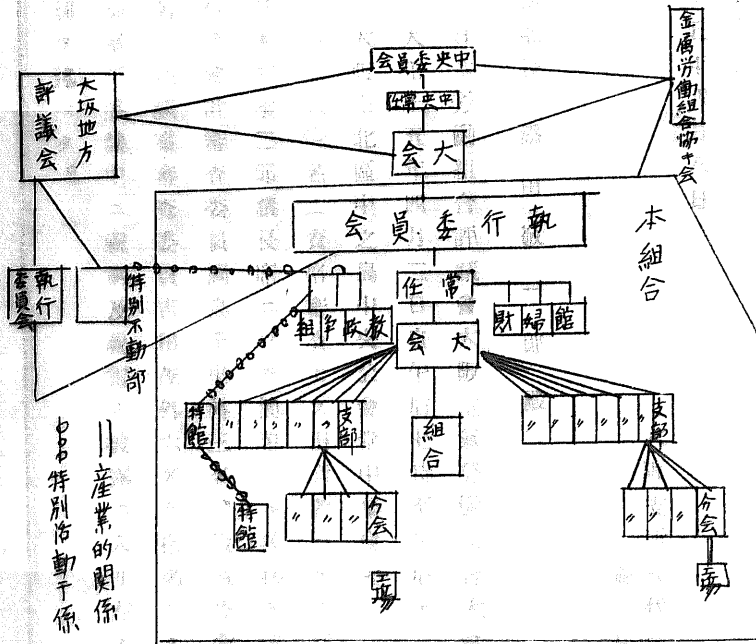 会員委央中
任常央中
会大
金属労働組合協十会
大坂地方
評議会
会員委行執
本組合
執行
委員会
特別不動部
任常
組争政教
財婦館
会大
特館
〃〃〃〃〃支部
組合
〃〃〃〃〃支部
特館
〃〃〃分会
〃〃〃分会
工場
工場
||産業的関係
特別活動干係